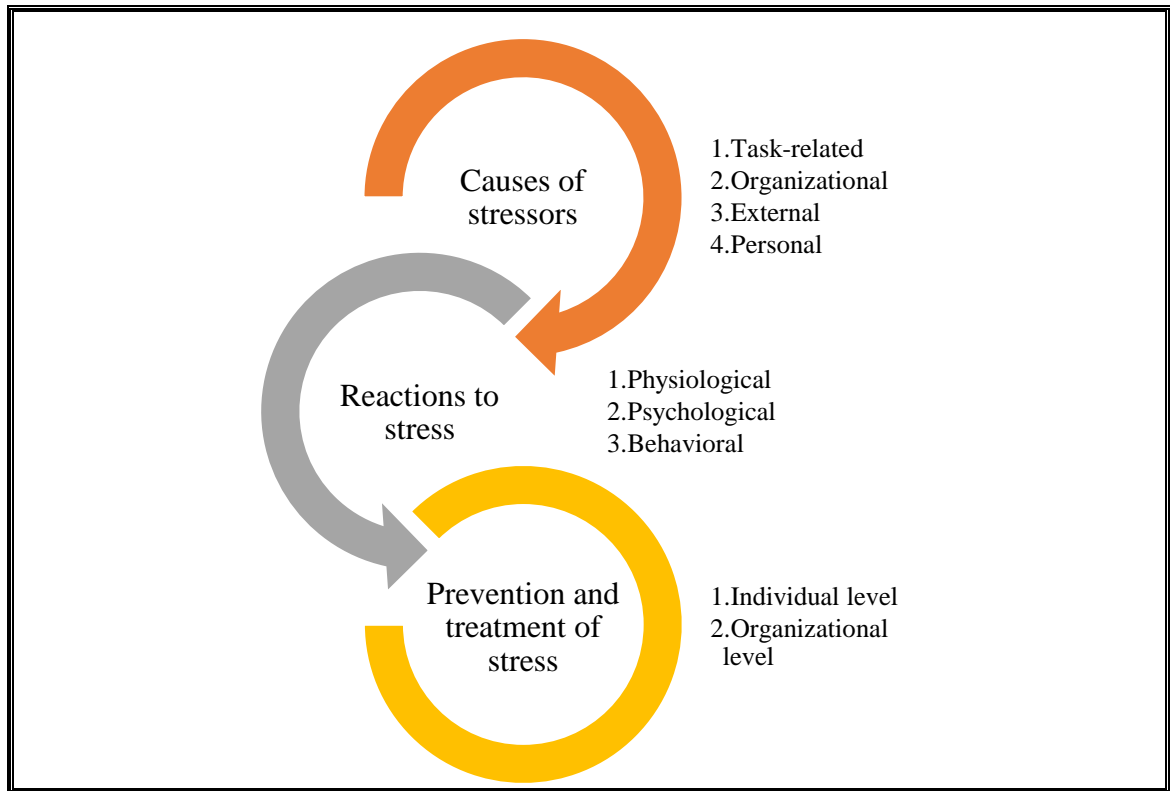 Causes of
stressors
1.Task-related
2.Organizational
3.External
4.Personal
Reactions to
stress
1.Physiological
2.Psychological
3.Behavioral
Prevention and
treatment of
stress
1.Individual level
2.Organizational
level